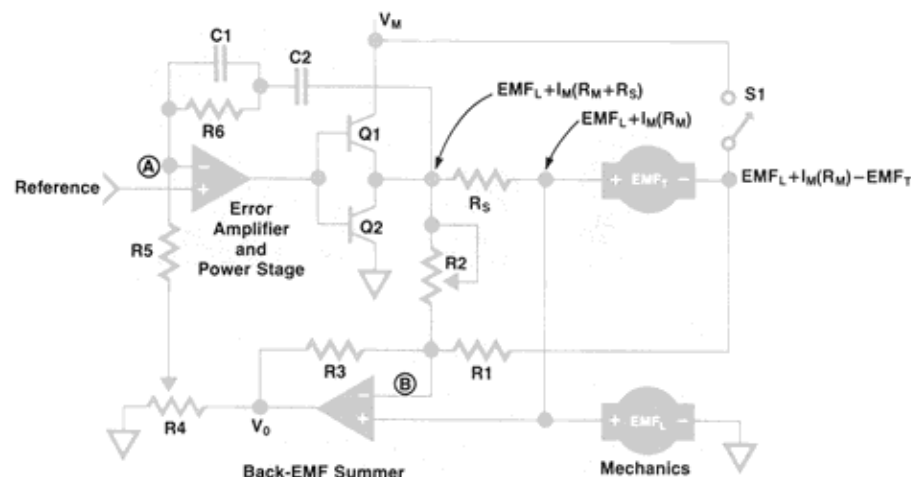 V_M
C1
C2
S1
EMF_L+I_M(R_M+R_S)
EMF_L+I_M(R_M)
R6
Q1
A
−
+
Reference
Error
Amplifier
and
Power Stage
Q2
R_S
+ EMF_T −
EMF_L+I_M(R_M)−EMF_T
R5
R2
R3
R1
B
−
+
R4
V_0
+ EMF_L −
Back-EMF Summer
Mechanics